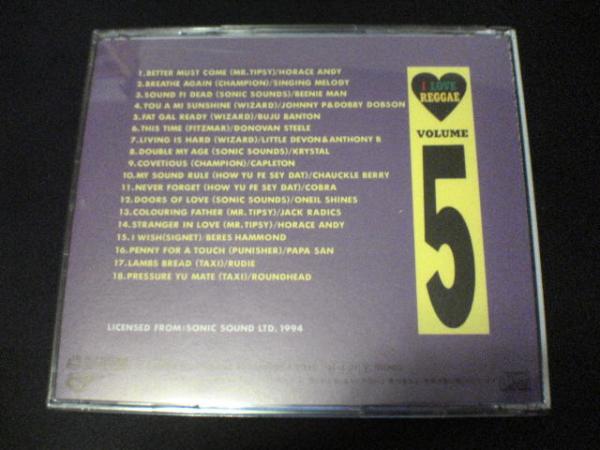 1.BETTER MUST COME (MR.TIPSY)/HORACE ANDY
2.BREATHE AGAIN (CHAMPION)/SINGING MELODY
3.SOUND FI DEAD (SONIC SOUNDS)/BEENIE MAN
4.YOU A MI SUNSHINE (WIZARD)/JOHNNY P&DOBBY DOBSON
5.FAT GAL READY (WIZARD)/BUJU BANTON
6.THIS TIME (FITZMAR)/DONOVAN STEELE
7.LIVING IS HARD (WIZARD)/LITTLE DEVON&ANTHONY B
8.DOUBLE MY AGE (SONIC SOUNDS)/KRYSTAL
9.COVETIOUS (CHAMPION)/CAPLETON
10.MY SOUND RULE (HOW YU FE SEY DAT)/CHAUCKLE BERRY
11.NEVER FORGET (HOW YU FE SEY DAT)/COBRA
12.DOORS OF LOVE (SONIC SOUNDS)/ONEIL SHINES
13.COLOURING FATHER (MR.TIPSY)/JACK RADICS
14.STRANGER IN LOVE (MR.TIPSY)/HORACE ANDY
15.I WISH(SIGNET)/BERES HAMMOND
16.PENNY FOR A TOUCH (PUNISHER)/PAPA SAN
17.LAMBS BREAD (TAXI)/RUDIE
18.PRESSURE YU MATE (TAXI)/ROUNDHEAD
LICENSED FROM:SONIC SOUND LTD. 1994
I LOVE
REGGAE
VOLUME
5